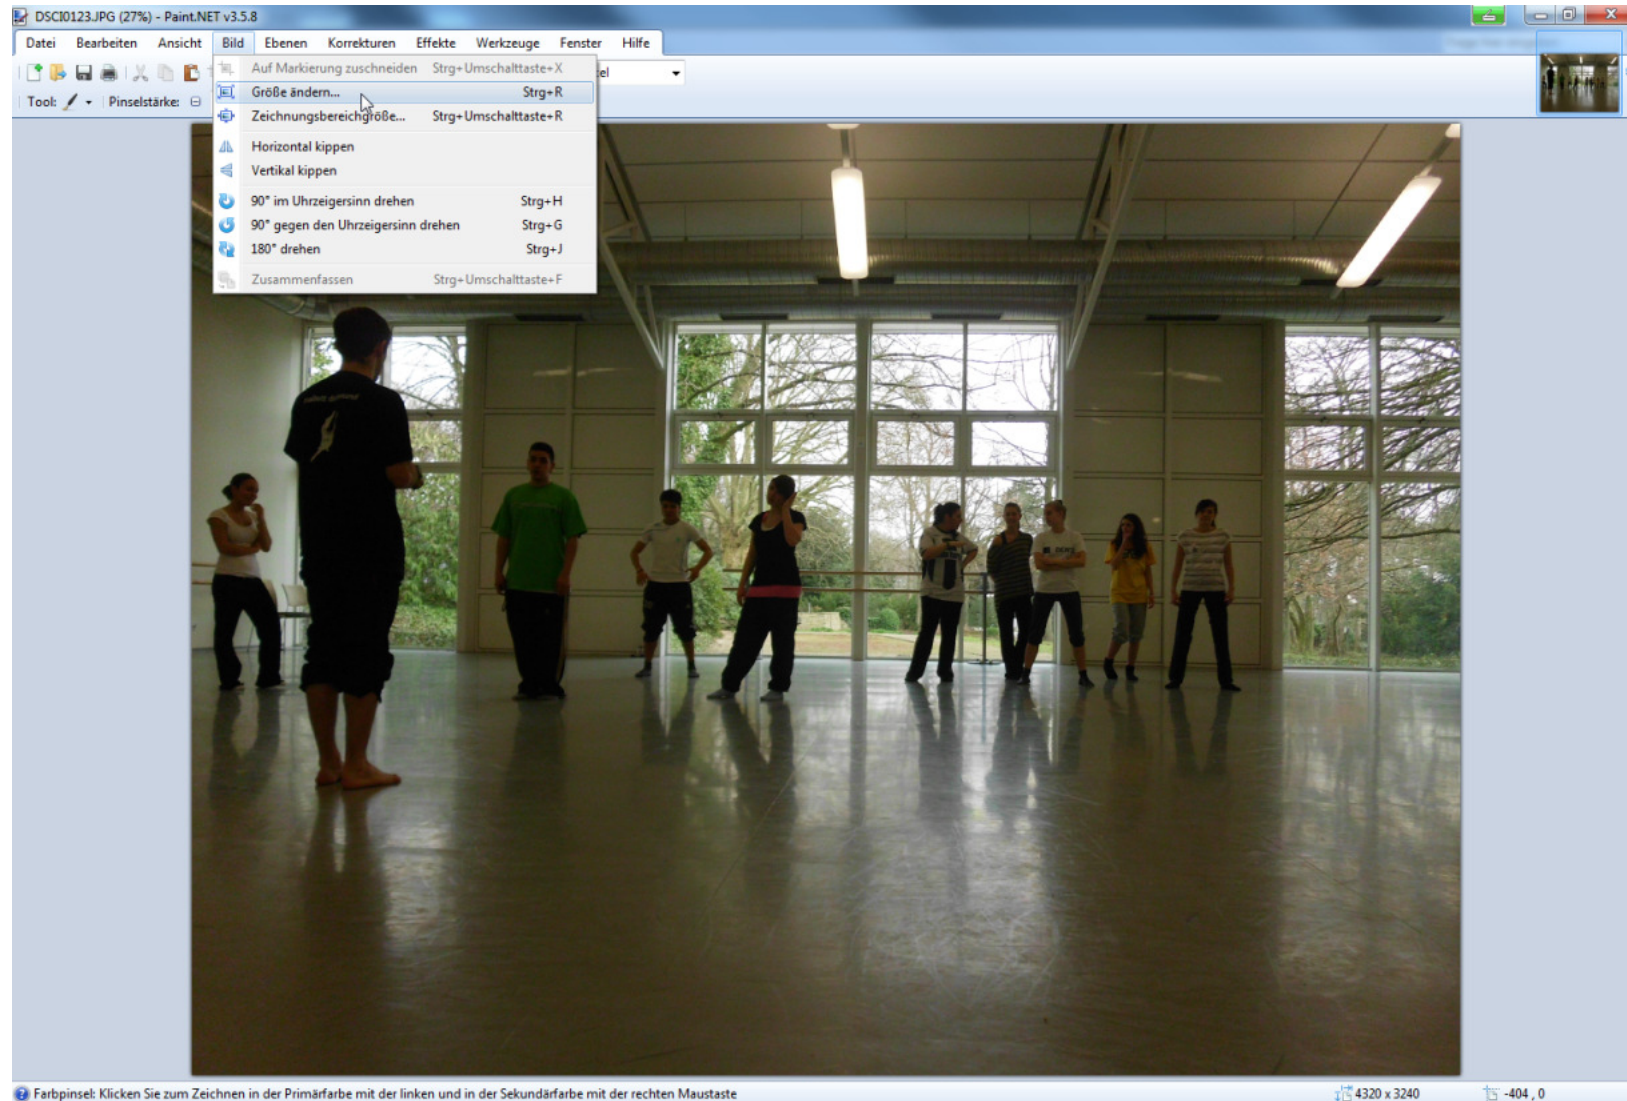 DSCI0123.JPG (27%) - Paint.NET v3.5.8
Datei Bearbeiten Ansicht Bild Ebenen Korrekturen Effekte Werkzeuge Fenster Hilfe
Auf Markierung zuschneiden Strg+Umschalttaste+X
Größe ändern... Strg+R
Tool: Pinselstärke:
Zeichnungsbereichgröße... Strg+Umschalttaste+R
Horizontal kippen
Vertikal kippen
90° im Uhrzeigersinn drehen Strg+H
90° gegen den Uhrzeigersinn drehen Strg+G
180° drehen Strg+J
Zusammenfassen Strg+Umschalttaste+F
Farbpinsel: Klicken Sie zum Zeichnen in der Primärfarbe mit der linken und in der Sekundärfarbe mit der rechten Maustaste
4320 x 3240
-404 , 0